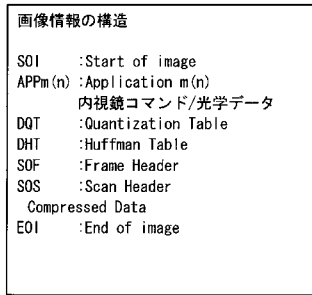 画像情報の構造
SOI :Start of image
APPm(n) :Application m(n)
内視鏡コマンド/光学データ
DQT :Quantization Table
DHT :Huffman Table
SOF :Frame Header
SOS :Scan Header
Compressed Data
EOI :End of image